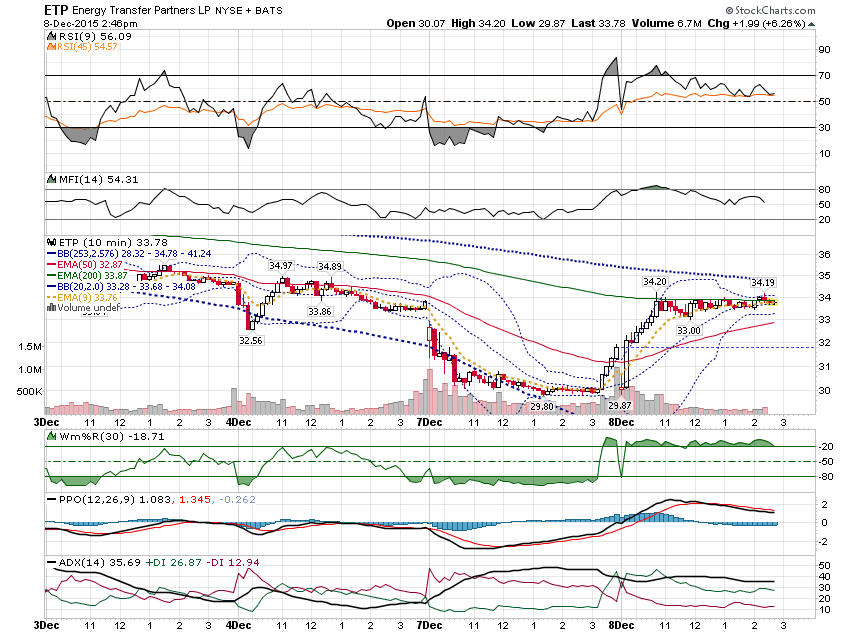 ETP Energy Transfer Partners LP NYSE + BATS
© StockCharts.com
8-Dec-2015 2:46pm
Open 30.07 High 34.20 Low 29.87 Last 33.78 Volume 6.7M Chg +1.99 (+6.26%)
RSI(9) 56.09
RSI(45) 54.57
90
70
50
30
10
MFI(14) 54.31
80
50
20
ETP (10 min) 33.78
BB(253,2.576) 28.32 - 34.78 - 41.24
EMA(50) 32.87
EMA(200) 33.87
BB(20,2.0) 33.28 - 33.68 - 34.08
EMA(9) 33.76
Volume undef
34.97
34.89
33.86
32.56
29.80
29.87
34.20
33.00
34.19
36
35
34
33
32
31
30
1.5M
1.0M
500K
3Dec 11 12 1 2 3 4Dec 11 12 1 2 3 7Dec 11 12 1 2 3 8Dec 11 12 1 2 3
Wm%R(30) -18.71
-20
-50
-80
PPO(12,26,9) 1.083, 1.345, -0.262
2
0
-2
ADX(14) 35.69 +DI 26.87 -DI 12.94
50
40
30
20
10
3Dec 11 12 1 2 3 4Dec 11 12 1 2 3 7Dec 11 12 1 2 3 8Dec 11 12 1 2 3